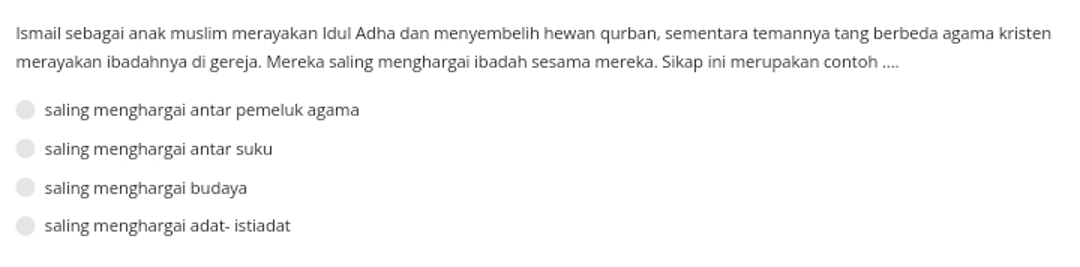 Ismail sebagai anak muslim merayakan Idul Adha dan menyembelih hewan qurban, sementara temannya tang berbeda agama kristen
merayakan ibadahnya di gereja. Mereka saling menghargai ibadah sesama mereka. Sikap ini merupakan contoh ....
saling menghargai antar pemeluk agama
saling menghargai antar suku
saling menghargai budaya
saling menghargai adat- istiadat